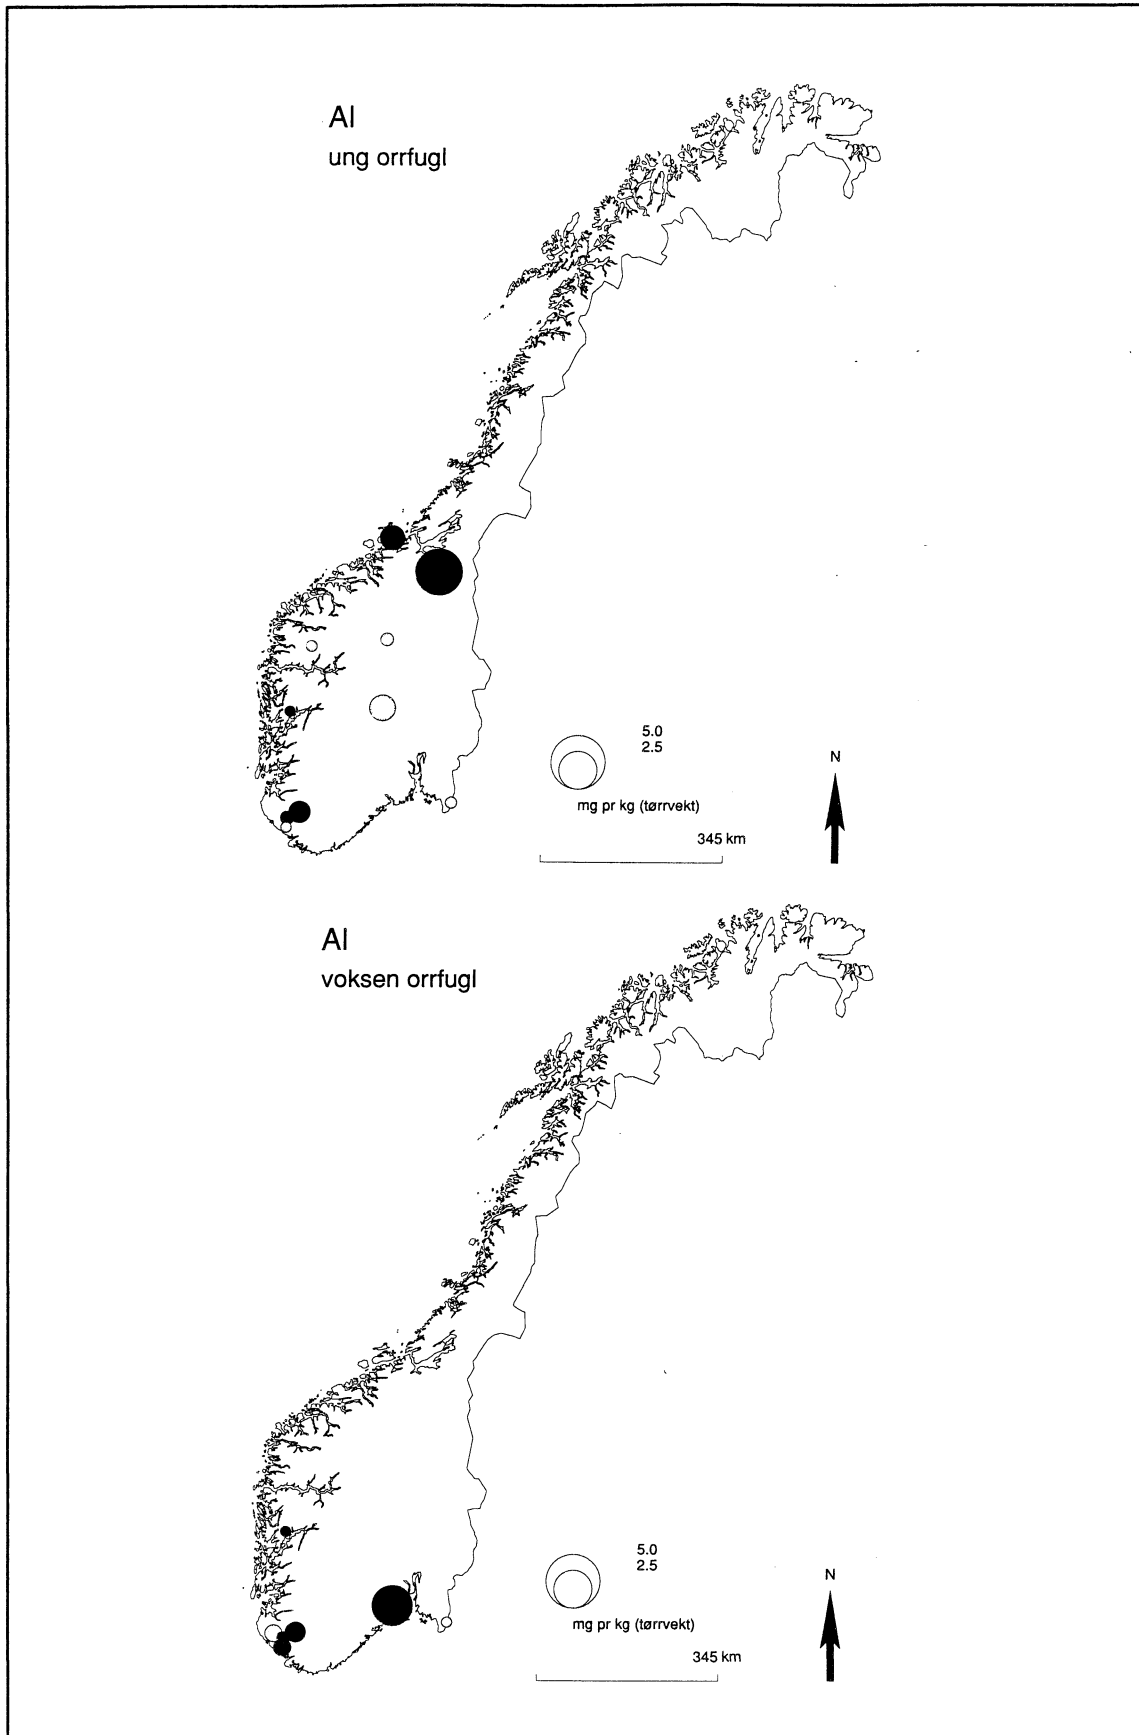 Al
ung orrfugl
5.0
2.5
mg pr kg (tørrvekt)
345 km
N
Al
voksen orrfugl
5.0
2.5
mg pr kg (tørrvekt)
345 km
N